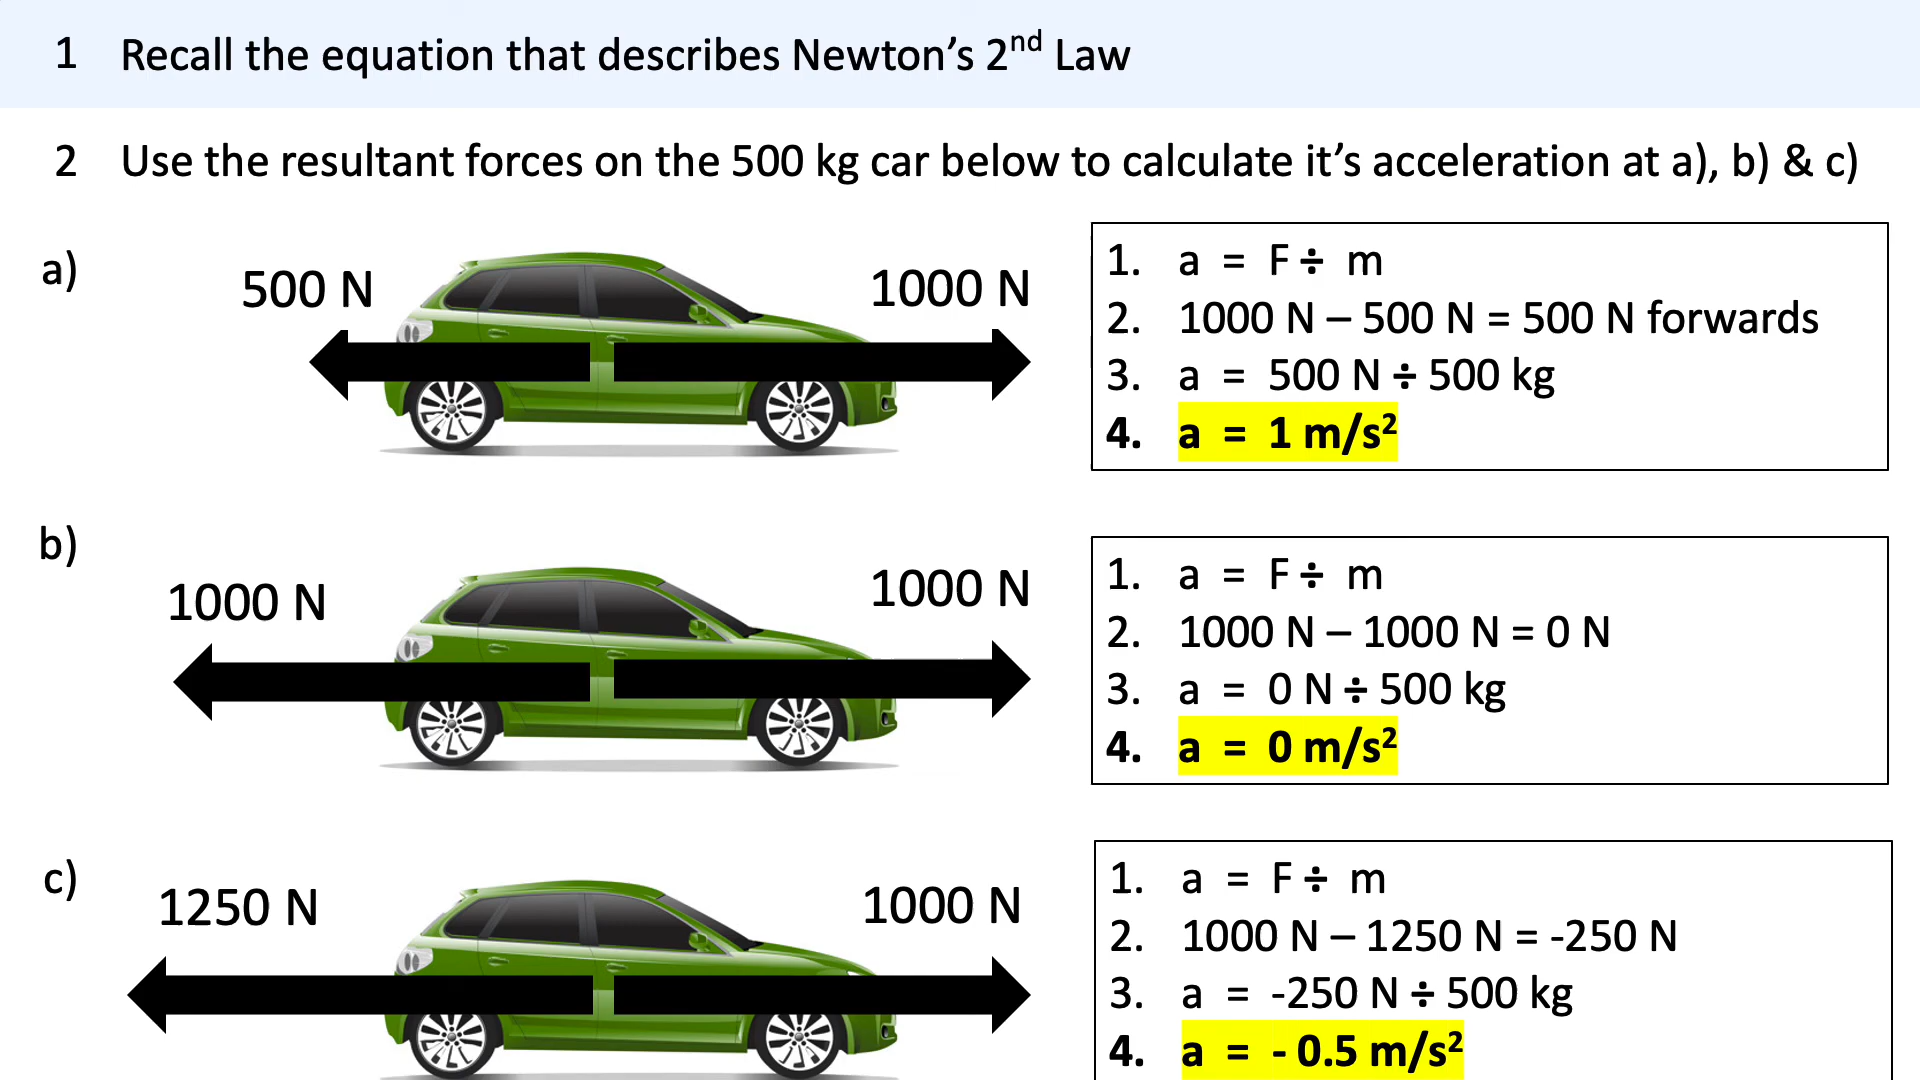 1 Recall the equation that describes Newton’s 2nd Law
2 Use the resultant forces on the 500 kg car below to calculate it’s acceleration at a), b) & c)
a)
500 N
1000 N
1. a = F ÷ m
2. 1000 N – 500 N = 500 N forwards
3. a = 500 N ÷ 500 kg
4. a = 1 m/s²
b)
1000 N
1000 N
1. a = F ÷ m
2. 1000 N – 1000 N = 0 N
3. a = 0 N ÷ 500 kg
4. a = 0 m/s²
c)
1250 N
1000 N
1. a = F ÷ m
2. 1000 N – 1250 N = -250 N
3. a = -250 N ÷ 500 kg
4. a = - 0.5 m/s²